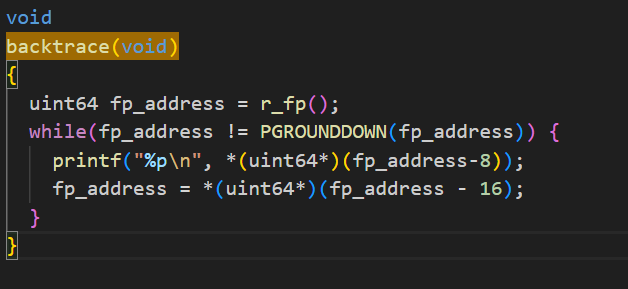 void
backtrace(void)
{
  uint64 fp_address = r_fp();
  while(fp_address != PGROUNDDOWN(fp_address)) {
    printf("%p\n", *(uint64*)(fp_address-8));
    fp_address = *(uint64*)(fp_address - 16);
  }
}